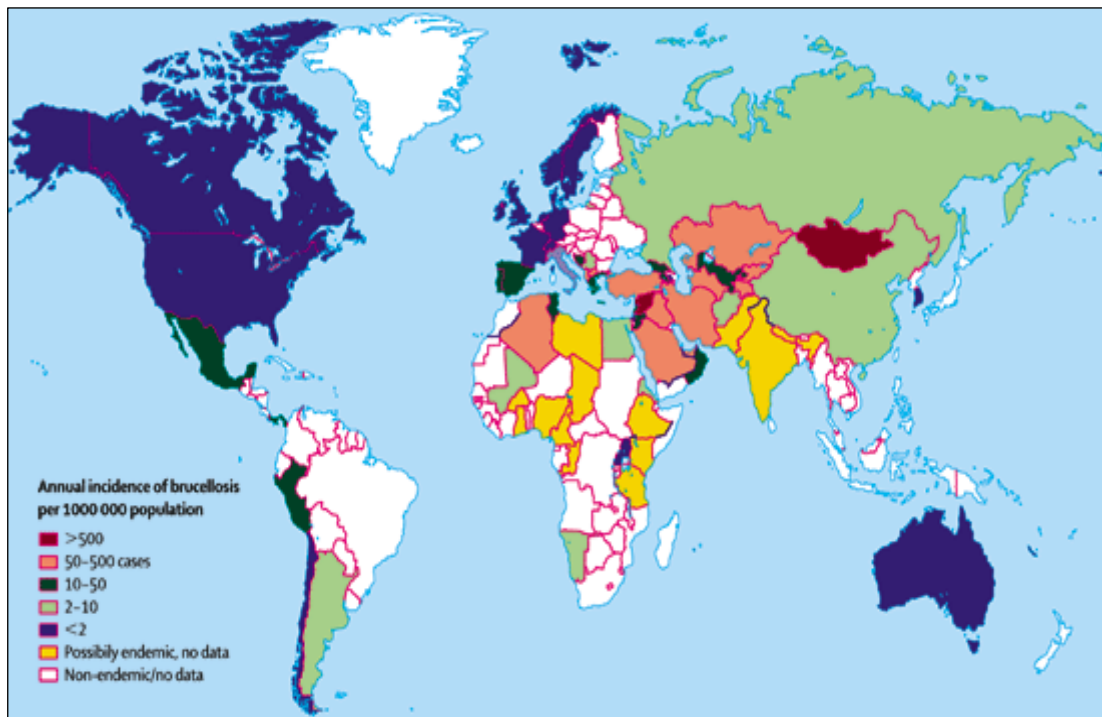 Annual incidence of brucellosis
per 1000 000 population
>500
50–500 cases
10–50
2–10
<2
Possibily endemic, no data
Non-endemic/no data